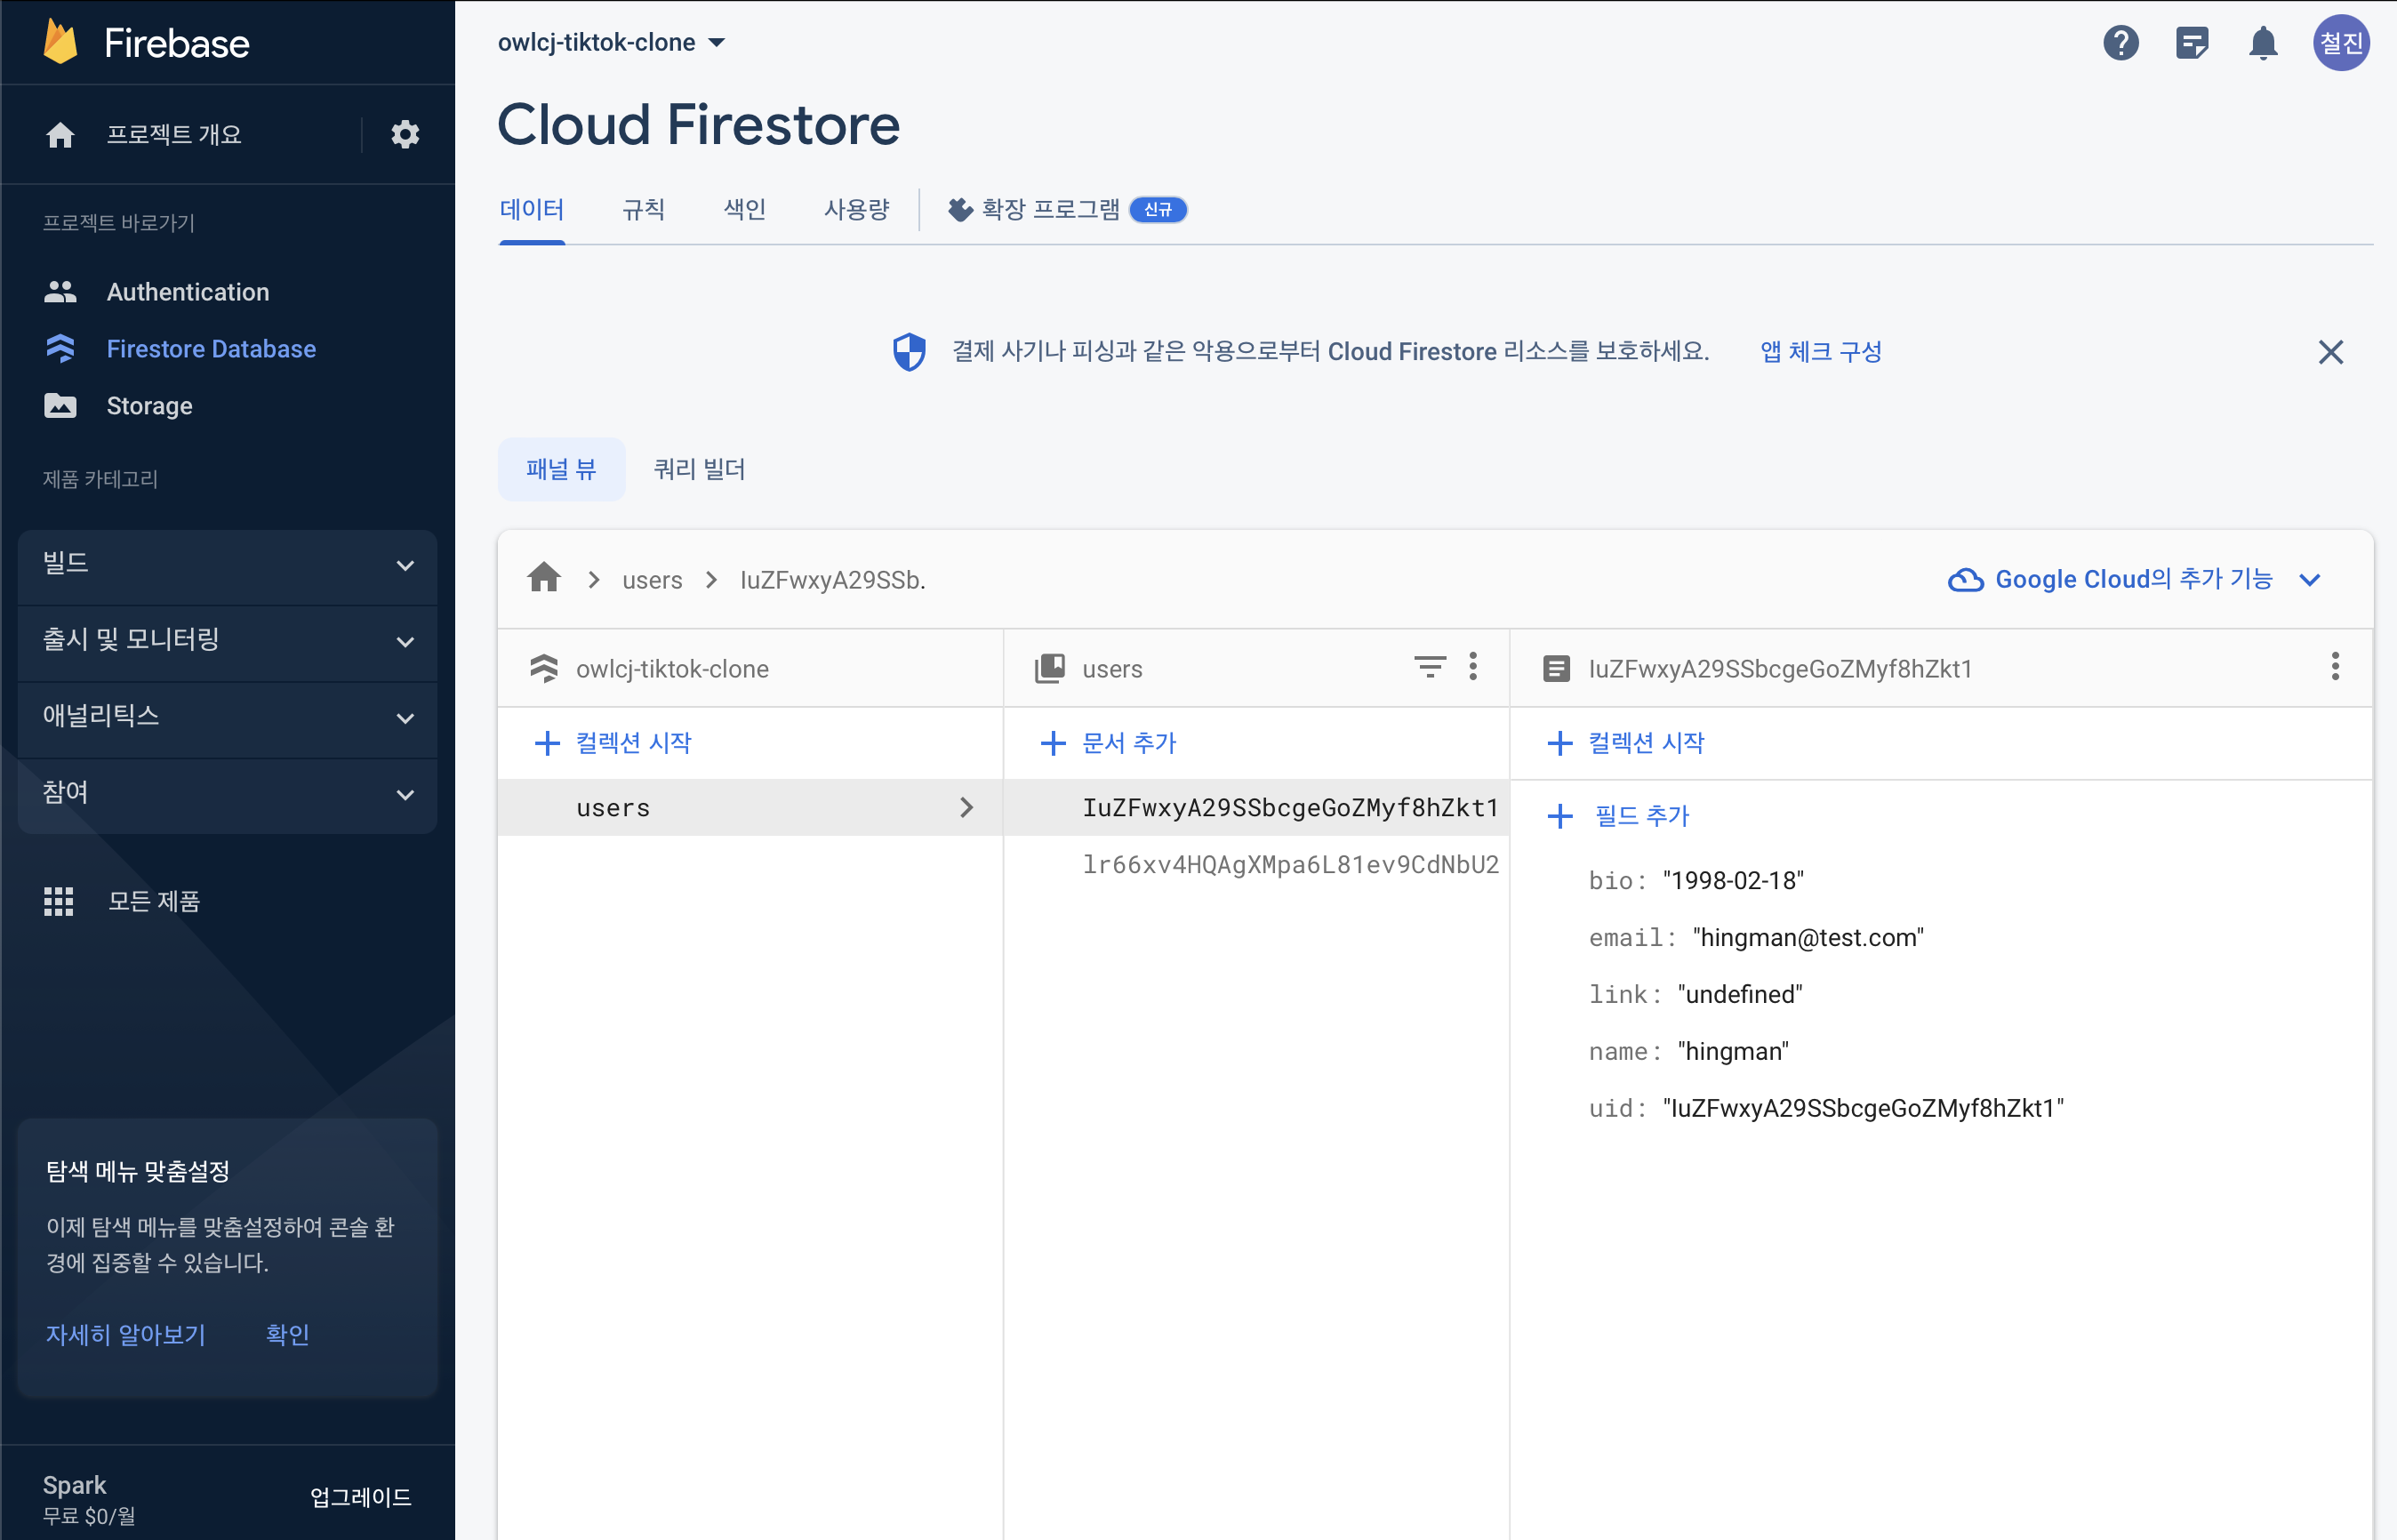 Firebase
프로젝트 개요
프로젝트 바로가기
Authentication
Firestore Database
Storage
제품 카테고리
빌드
출시 및 모니터링
애널리틱스
참여
모든 제품
탐색 메뉴 맞춤설정
이제 탐색 메뉴를 맞춤설정하여 콘솔 환
경에 집중할 수 있습니다.
자세히 알아보기 확인
Spark
무료 $0/월
업그레이드
owlcj-tiktok-clone
철진
Cloud Firestore
데이터 규칙 색인 사용량 확장 프로그램 신규
결제 사기나 피싱과 같은 악용으로부터 Cloud Firestore 리소스를 보호하세요. 앱 체크 구성
패널 뷰 쿼리 빌더
users IuZFwxyA29SSb. Google Cloud의 추가 기능
owlcj-tiktok-clone
컬렉션 시작
users
users
문서 추가
IuZFwxyA29SSbcgeGoZMyf8hZkt1
lr66xv4HQAgXMpa6L81ev9CdNbU2
IuZFwxyA29SSbcgeGoZMyf8hZkt1
컬렉션 시작
필드 추가
bio: "1998-02-18"
email: "hingman@test.com"
link: "undefined"
name: "hingman"
uid: "IuZFwxyA29SSbcgeGoZMyf8hZkt1"